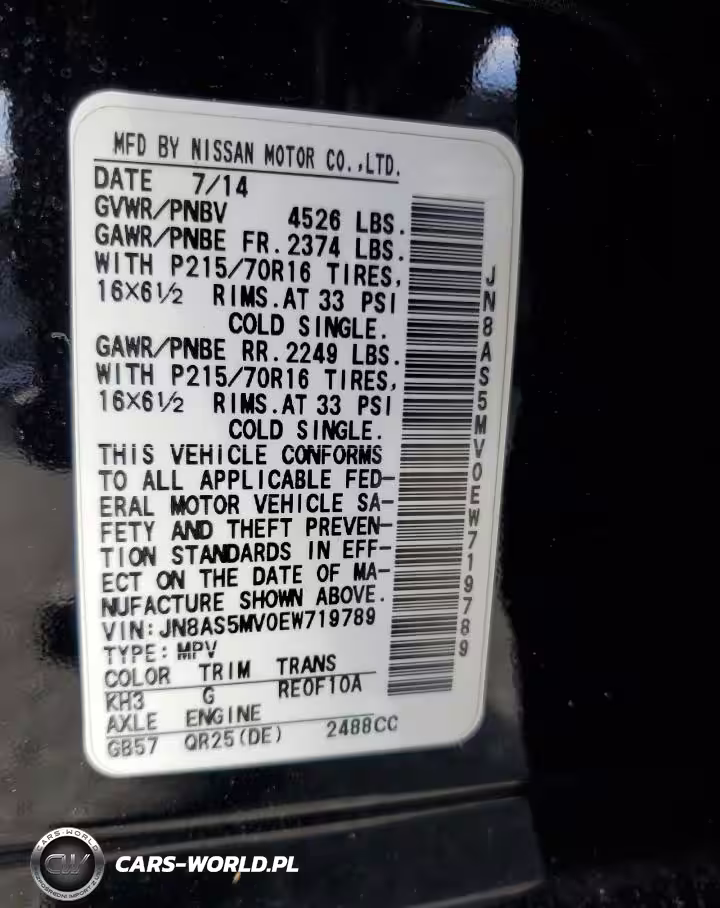 MFD BY NISSAN MOTOR CO.,LTD.
DATE 7/14
GVWR/PNBV 4526 LBS.
GAWR/PNBE FR. 2374 LBS.
WITH P215/70R16 TIRES,
16×6½ RIMS. AT 33 PSI
COLD SINGLE.
GAWR/PNBE RR. 2249 LBS.
WITH P215/70R16 TIRES,
16×6½ RIMS. AT 33 PSI
COLD SINGLE.
THIS VEHICLE CONFORMS
TO ALL APPLICABLE FED-
ERAL MOTOR VEHICLE SA-
FETY AND THEFT PREVEN-
TION STANDARDS IN EFF-
ECT ON THE DATE OF MA-
NUFACTURE SHOWN ABOVE.
VIN:JN8AS5MV0EW719789
TYPE:MPV
COLOR TRIM TRANS
KH3 G RE0F10A
AXLE ENGINE
GB57 QR25(DE) 2488CC
JN8AS5MV0EW719789
CARS-WORLD
CW
CARS-WORLD.PL